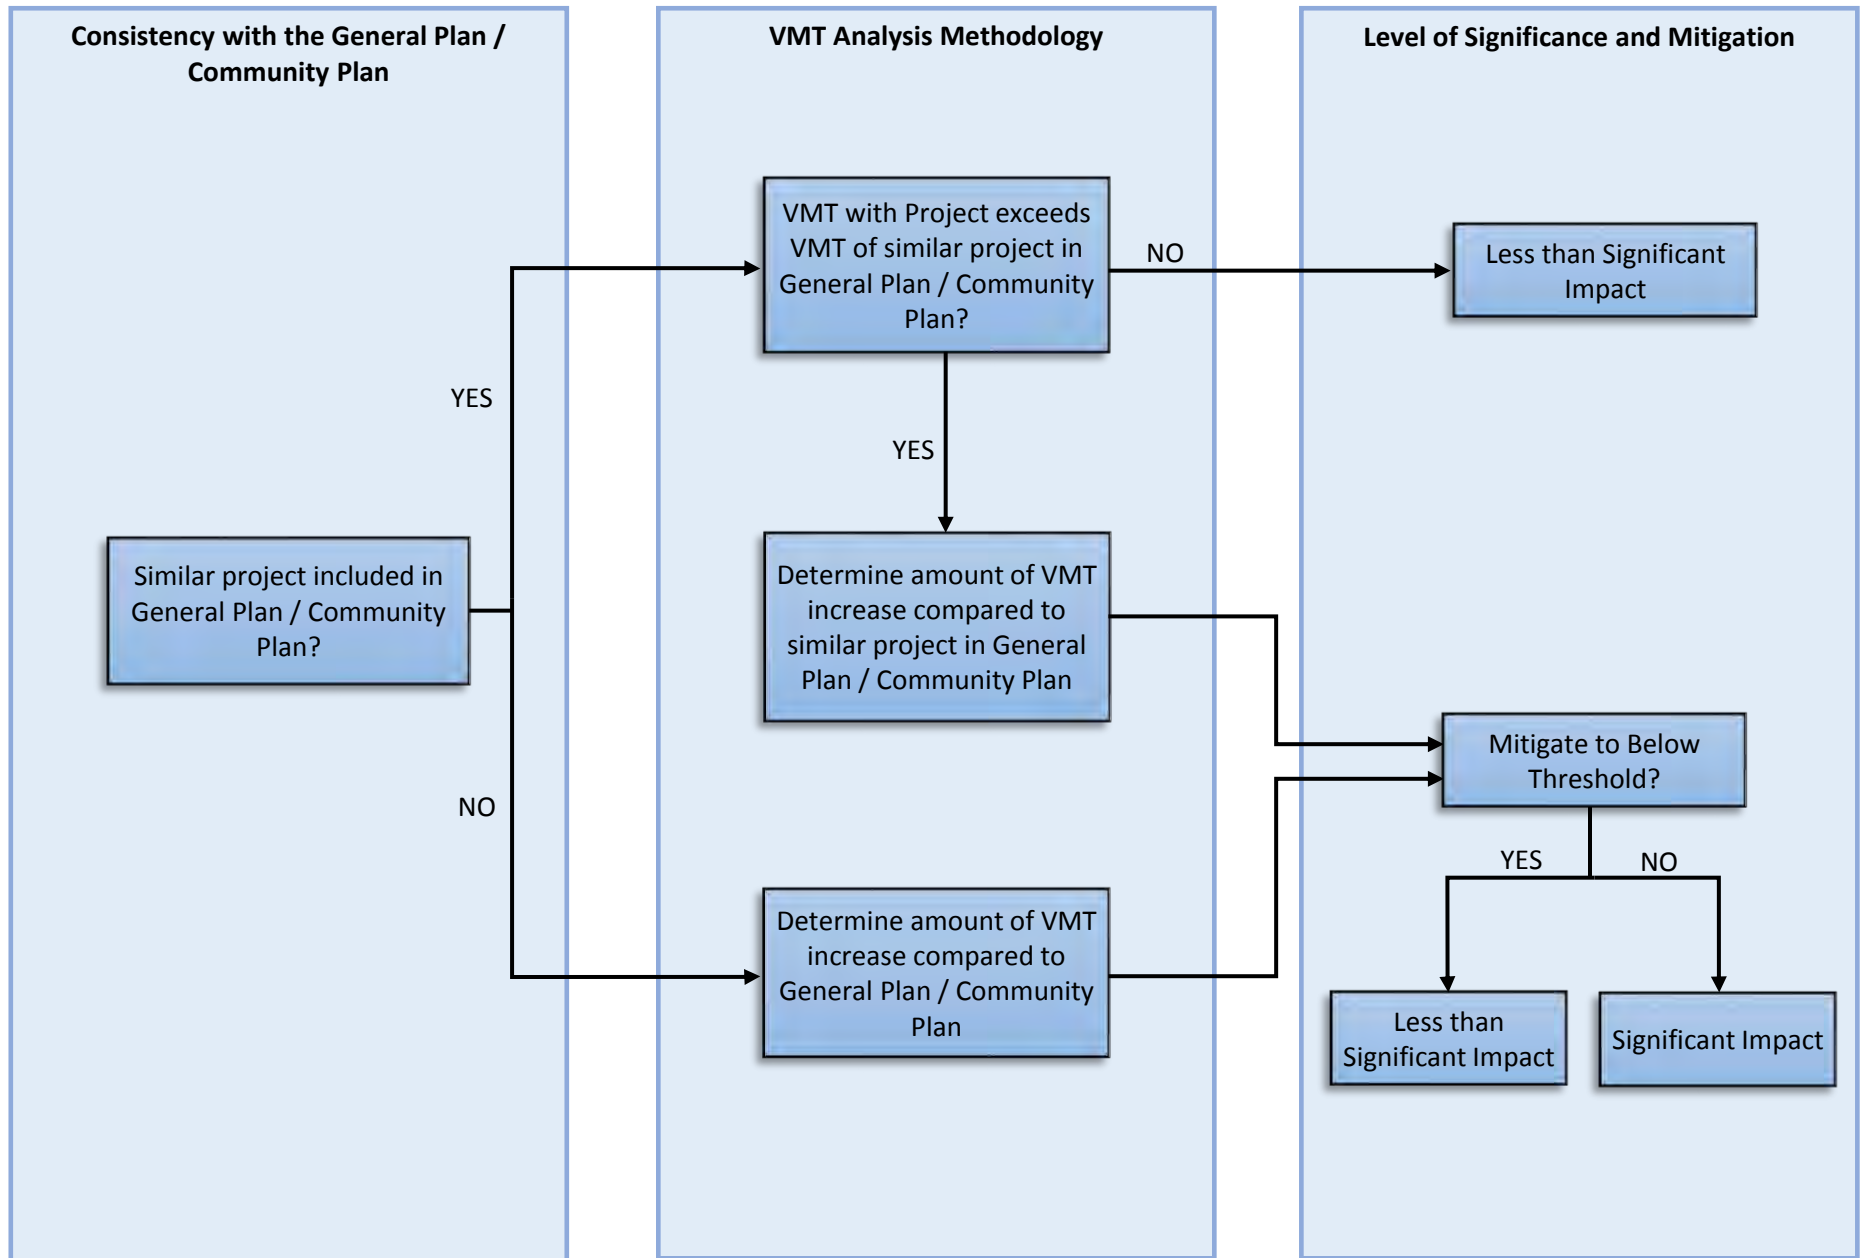 Consistency with the General Plan /
Community Plan
VMT Analysis Methodology
Level of Significance and Mitigation
VMT with Project exceeds
VMT of similar project in
General Plan / Community
Plan?
NO
Less than Significant
Impact
YES
YES
Similar project included in
General Plan / Community
Plan?
Determine amount of VMT
increase compared to
similar project in General
Plan / Community Plan
Mitigate to Below
Threshold?
NO
YES
NO
Determine amount of VMT
increase compared to
General Plan / Community
Plan
Less than
Significant Impact
Significant Impact